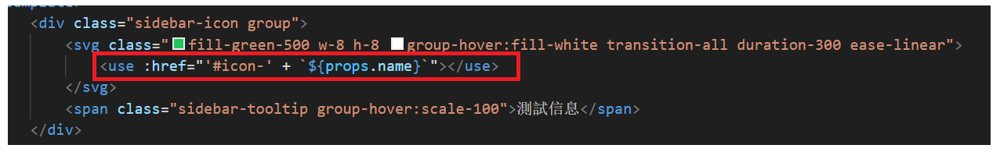 <div class="sidebar-icon group">
<svg class="fill-green-500 w-8 h-8 group-hover:fill-white transition-all duration-300 ease-linear">
<use :href="'#icon-' + `${props.name}`"></use>
</svg>
<span class="sidebar-tooltip group-hover:scale-100">測試信息</span>
</div>